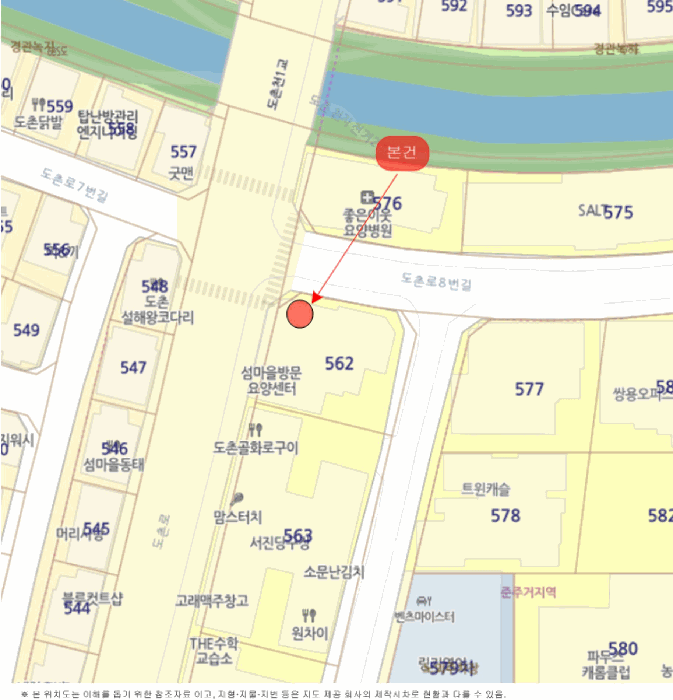 592
593
수임
594
595
경관녹지
경관녹지
도촌천1교
559
도촌닭발
탑난방관리
엔지니어링
558
557
굿맨
본건
576
좋은이웃
요양병원
SALT
575
도촌로7번길
556
548
도촌
설해왕코다리
도촌로8번길
549
547
섬마을방문
요양센터
562
577
쌍용오피스
546
섬마을동태
도촌골화로구이
트윈캐슬
578
582
맘스터치
도촌로
545
563
소문난김치
544
블루컷트샵
고래맥주창고
원차이
벤츠마이스터
준주거지역
THE수학
교습소
579차
580
파무스
캐롬클럽
※ 본 위치도는 이해를 돕기 위한 참조자료 이고, 지형·지물·지번 등은 지도 제공 회사의 제작시차로 현황과 다를 수 있음.